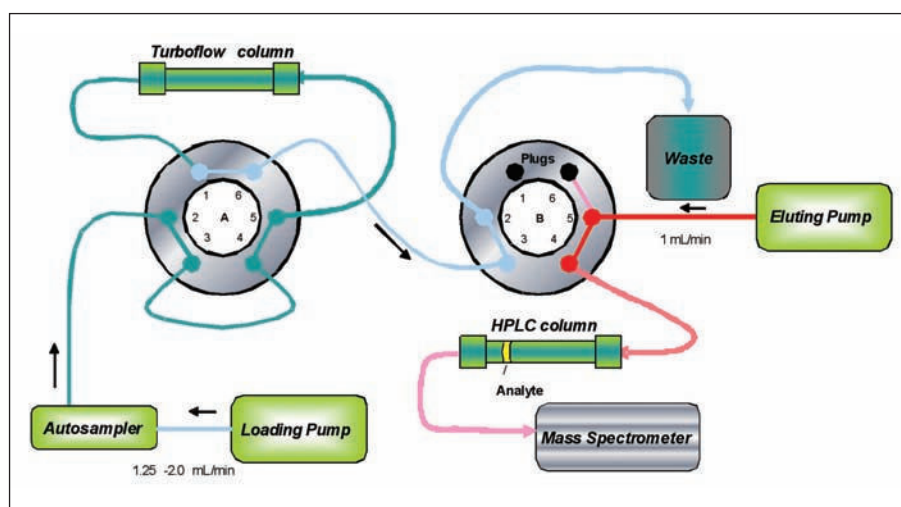 Turboflow column
Plugs
Waste
1 6
2 A 5
3 4
1 6
2 B 5
3 4
Eluting Pump
1 mL/min
HPLC column
Analyte
Autosampler
Loading Pump
Mass Spectrometer
1.25 -2.0 mL/min